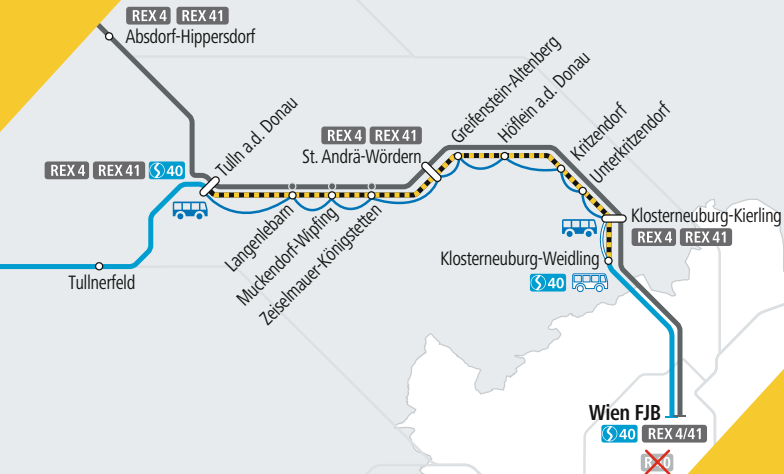 REX 4 REX 41
Absdorf-Hippersdorf
Tulln a.d. Donau
REX 4 REX 41 S 40
Tullnerfeld
Langenlebarn
Muckendorf-Wipfing
Zeiselmauer-Königstetten
REX 4 REX 41
St. Andrä-Wördern
Greifenstein-Altenberg
Höflein a.d. Donau
Kritzendorf
Unterkritzendorf
Klosterneuburg-Kierling
REX 4 REX 41
Klosterneuburg-Weidling
S 40
Wien FJB
S 40 REX 4/41